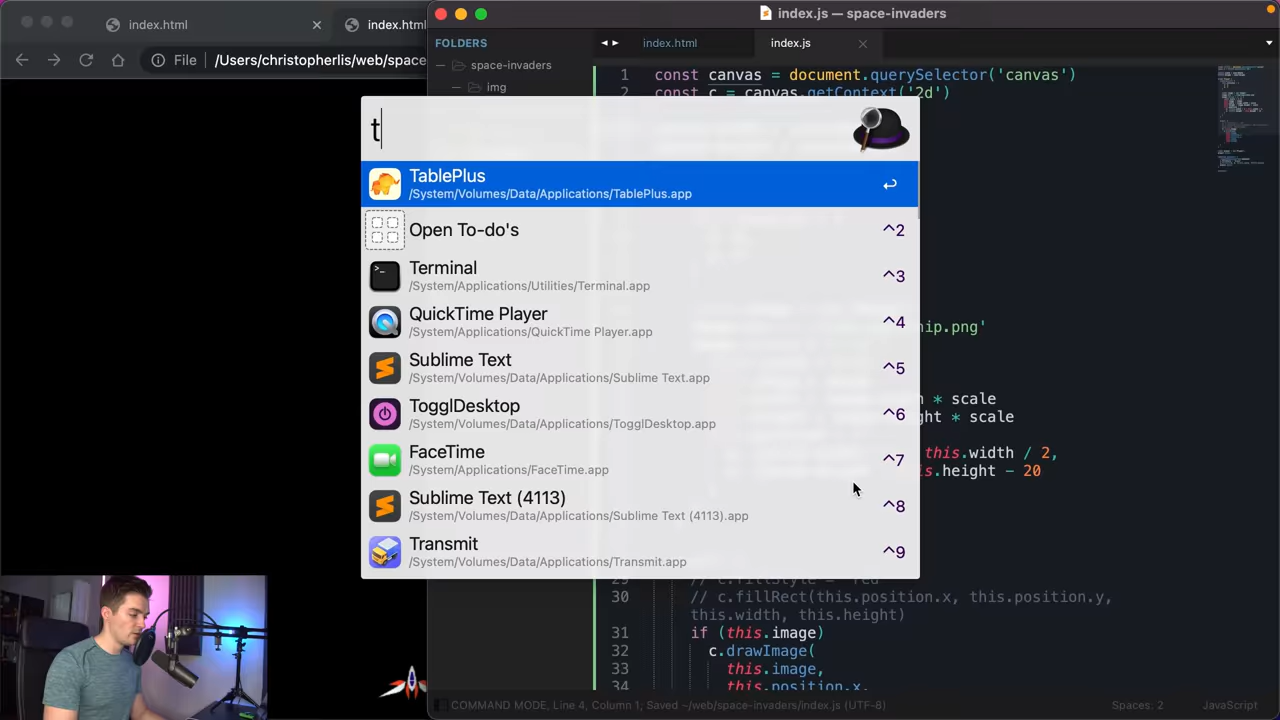 index.html
index.html
File
/Users/christopherlis/web/space
index.js — space-invaders
FOLDERS
space-invaders
img
index.html
index.js
1 const canvas = document.querySelector('canvas')
2 const c = canvas.getContext('2d')
t
TablePlus
/System/Volumes/Data/Applications/TablePlus.app
Open To-do's
^2
Terminal
/System/Applications/Utilities/Terminal.app
^3
QuickTime Player
/System/Applications/QuickTime Player.app
^4
Sublime Text
/System/Volumes/Data/Applications/Sublime Text.app
^5
TogglDesktop
/System/Volumes/Data/Applications/TogglDesktop.app
^6
FaceTime
/System/Applications/FaceTime.app
^7
Sublime Text (4113)
/System/Volumes/Data/Applications/Sublime Text (4113).app
^8
Transmit
/System/Volumes/Data/Applications/Transmit.app
^9
hip.png'
h * scale
ght * scale
this.width / 2,
s.height - 20
29 // c.fillStyle = 'red'
30 // c.fillRect(this.position.x, this.position.y,
this.width, this.height)
31 if (this.image)
32 c.drawImage(
33 this.image,
34 this.position.x,
COMMAND MODE, Line 4, Column 1; Saved ~/web/space-invaders/index.js (UTF-8)
Spaces: 2
JavaScript